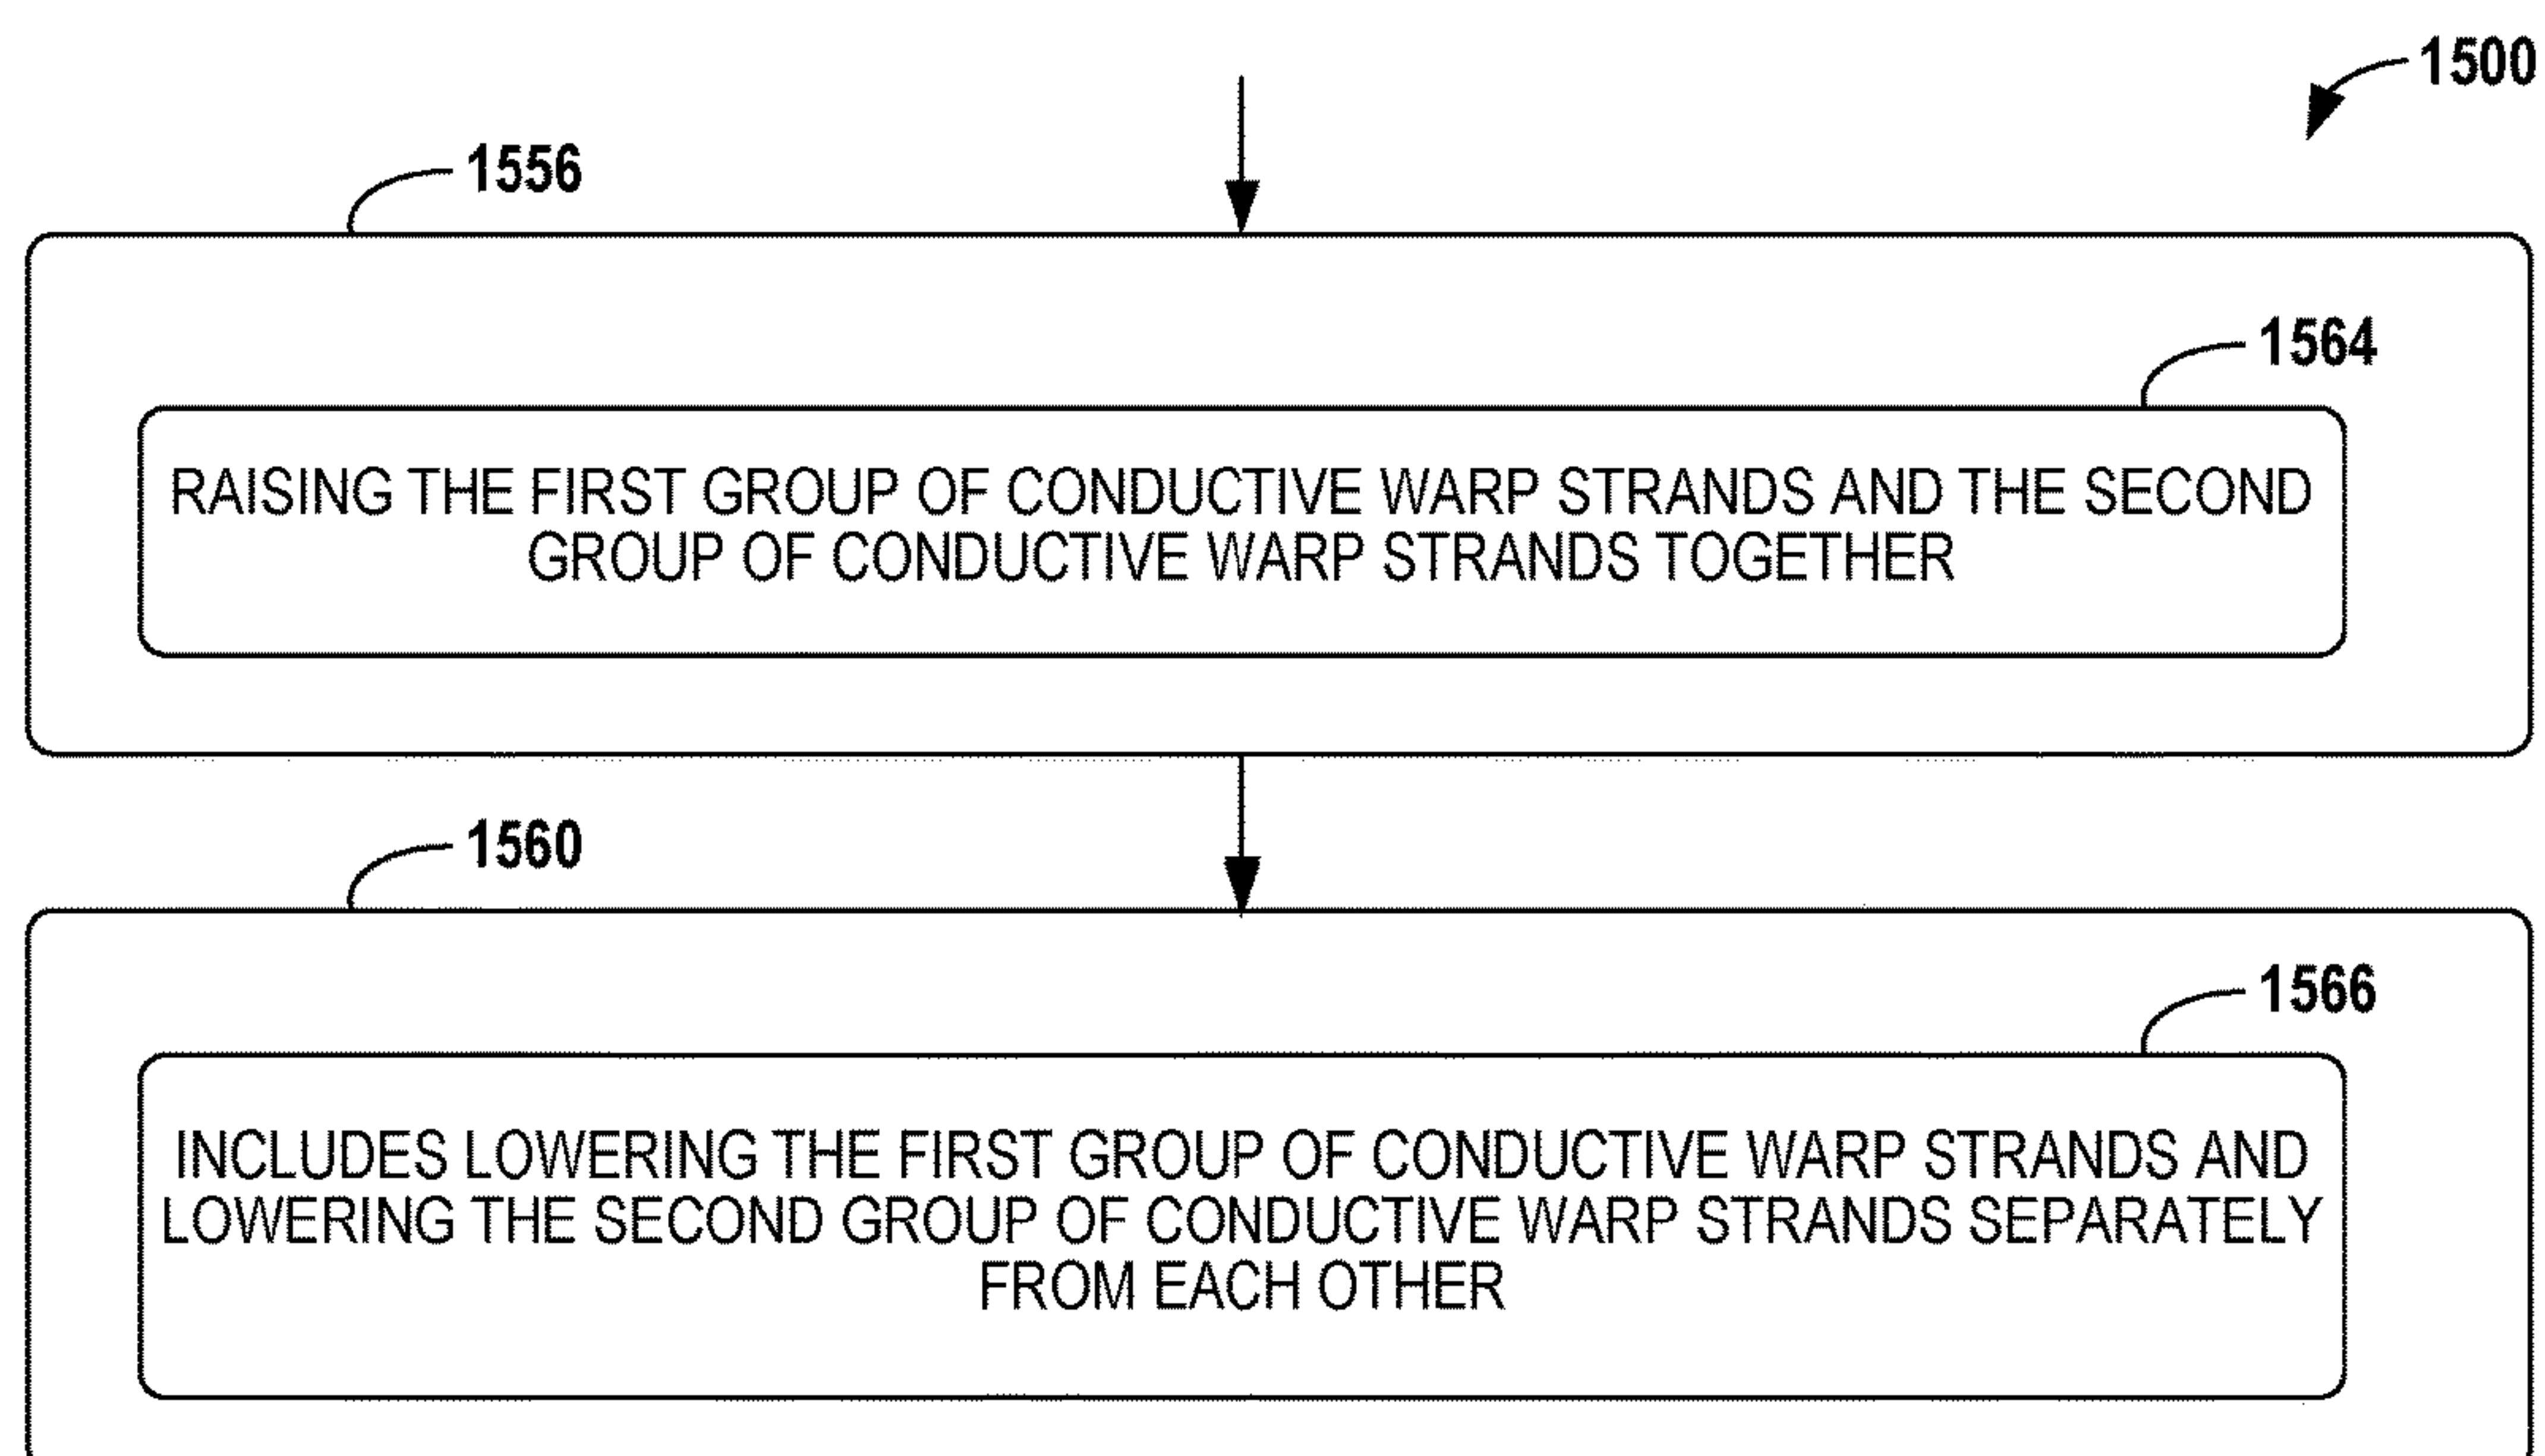 1500
1556
1564
RAISING THE FIRST GROUP OF CONDUCTIVE WARP STRANDS AND THE SECOND
GROUP OF CONDUCTIVE WARP STRANDS TOGETHER
1560
1566
INCLUDES LOWERING THE FIRST GROUP OF CONDUCTIVE WARP STRANDS AND
LOWERING THE SECOND GROUP OF CONDUCTIVE WARP STRANDS SEPARATELY
FROM EACH OTHER